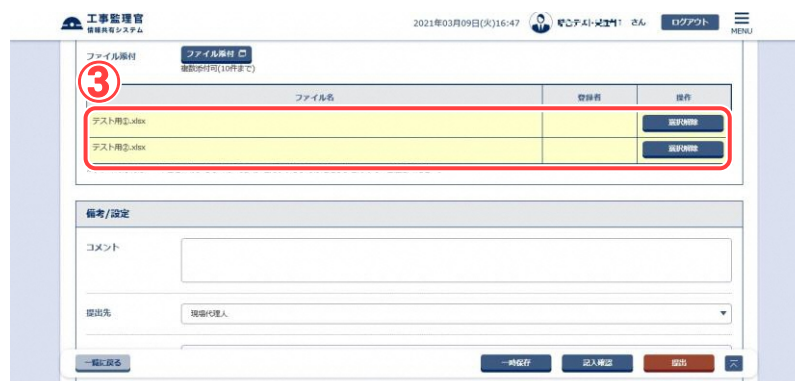 工事監理官
情報共有システム
2021年03月09日(火)16:47
さん
ログアウト
MENU
ファイル添付
ファイル添付
複数添付可(10件まで)
③
ファイル名
登録者
操作
テスト用①.xlsx
選択解除
テスト用②.xlsx
選択解除
備考/設定
コメント
提出先
現場代理人
一覧に戻る
一時保存
記入確認
提出